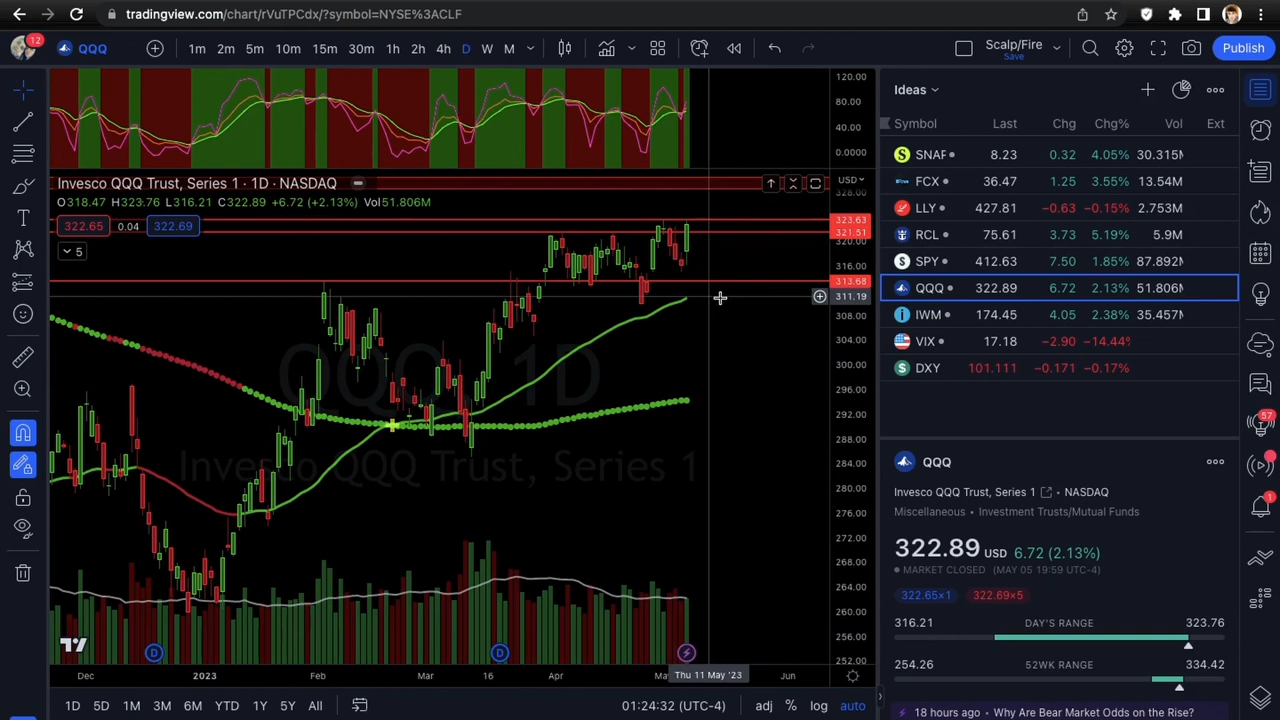 tradingview.com/chart/rVuTPCdx/?symbol=NYSE%3ACLF
12 QQQ 1m 2m 5m 10m 15m 30m 1h 2h 4h D W M Scalp/Fire Save Publish
120.00
80.00
40.00
0.0000
Invesco QQQ Trust, Series 1 · 1D · NASDAQ
USD
328.00
O318.47 H323.76 L316.21 C322.89 +6.72 (+2.13%) Vol51.806M
322.65 0.04 322.69
5
323.63
321.51
320.00
316.00
313.68
311.19
308.00
304.00
300.00
296.00
292.00
288.00
284.00
280.00
276.00
272.00
268.00
264.00
260.00
256.00
252.00
QQQ, 1D
Invesco QQQ Trust, Series 1
D D
Dec 2023 Feb Mar 16 Apr Thu 11 May '23 Jun
1D 5D 1M 3M 6M YTD 1Y 5Y All 01:24:32 (UTC-4) adj % log auto
Ideas
Symbol Last Chg Chg% Vol Ext
SNAP 8.23 0.32 4.05% 30.315M
FCX 36.47 1.25 3.55% 13.54M
LLY 427.81 −0.63 −0.15% 2.753M
RCL 75.61 3.73 5.19% 5.9M
SPY 412.63 7.50 1.85% 87.892M
QQQ 322.89 6.72 2.13% 51.806M
IWM 174.45 4.05 2.38% 35.457M
VIX 17.18 −2.90 −14.44%
DXY 101.111 −0.171 −0.17%
QQQ
Invesco QQQ Trust, Series 1 • NASDAQ
Miscellaneous • Investment Trusts/Mutual Funds
322.89 USD 6.72 (2.13%)
MARKET CLOSED (MAY 05 19:59 UTC-4)
322.65×1 322.69×5
316.21 DAY'S RANGE 323.76
254.26 52WK RANGE 334.42
18 hours ago • Why Are Bear Market Odds on the Rise?
57
1